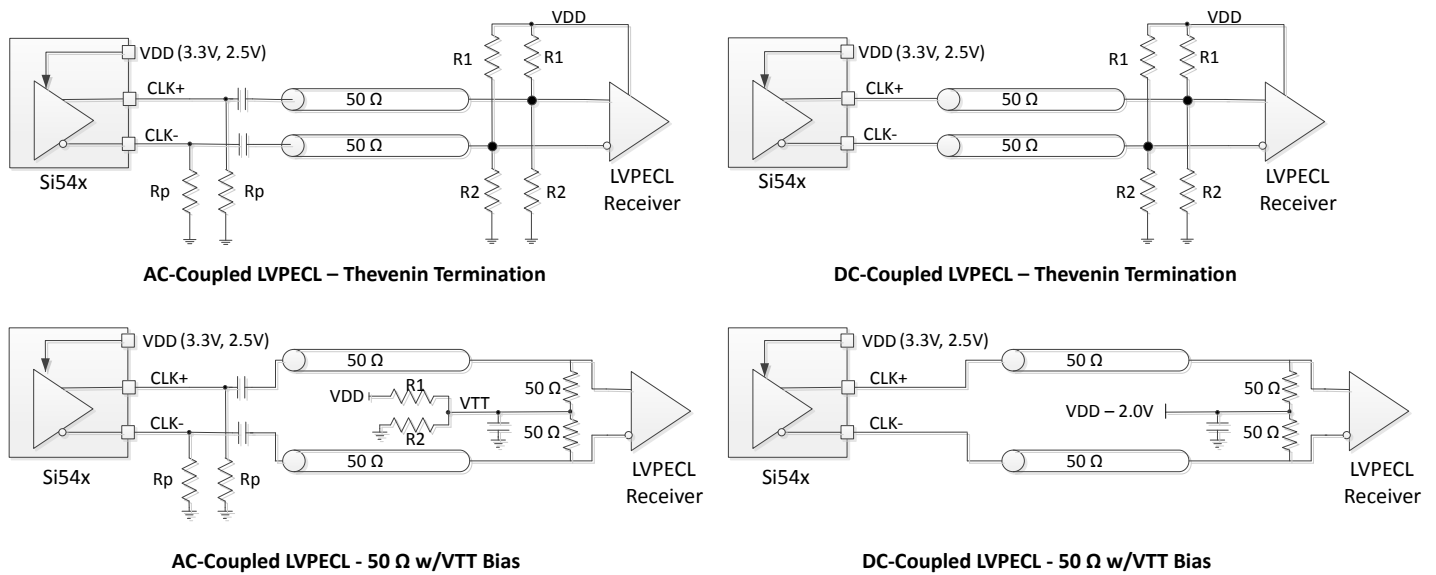 VDD
VDD (3.3V, 2.5V)
R1
R1
CLK+
50 Ω
CLK-
50 Ω
Si54x
Rp
Rp
R2
R2
LVPECL
Receiver
AC-Coupled LVPECL – Thevenin Termination
VDD
VDD (3.3V, 2.5V)
R1
R1
CLK+
50 Ω
CLK-
50 Ω
Si54x
R2
R2
LVPECL
Receiver
DC-Coupled LVPECL – Thevenin Termination
VDD (3.3V, 2.5V)
50 Ω
CLK+
R1
VDD
VTT
50 Ω
CLK-
R2
50 Ω
50 Ω
Si54x
Rp
Rp
LVPECL
Receiver
AC-Coupled LVPECL - 50 Ω w/VTT Bias
VDD (3.3V, 2.5V)
50 Ω
CLK+
50 Ω
VDD – 2.0V
CLK-
50 Ω
50 Ω
Si54x
LVPECL
Receiver
DC-Coupled LVPECL - 50 Ω w/VTT Bias